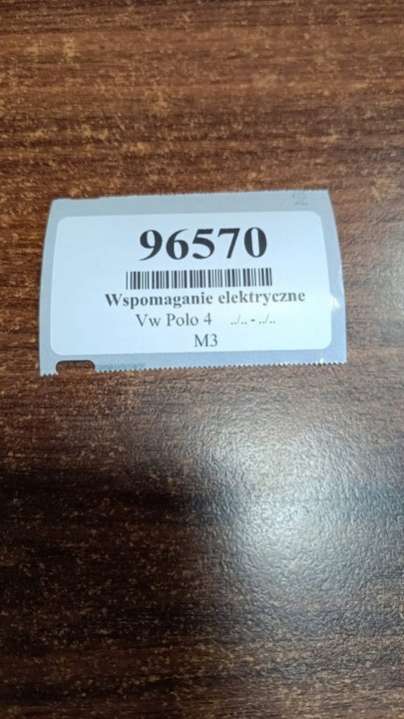 96570
Wspomaganie elektryczne
Vw Polo 4 ../.. - ../..
M3